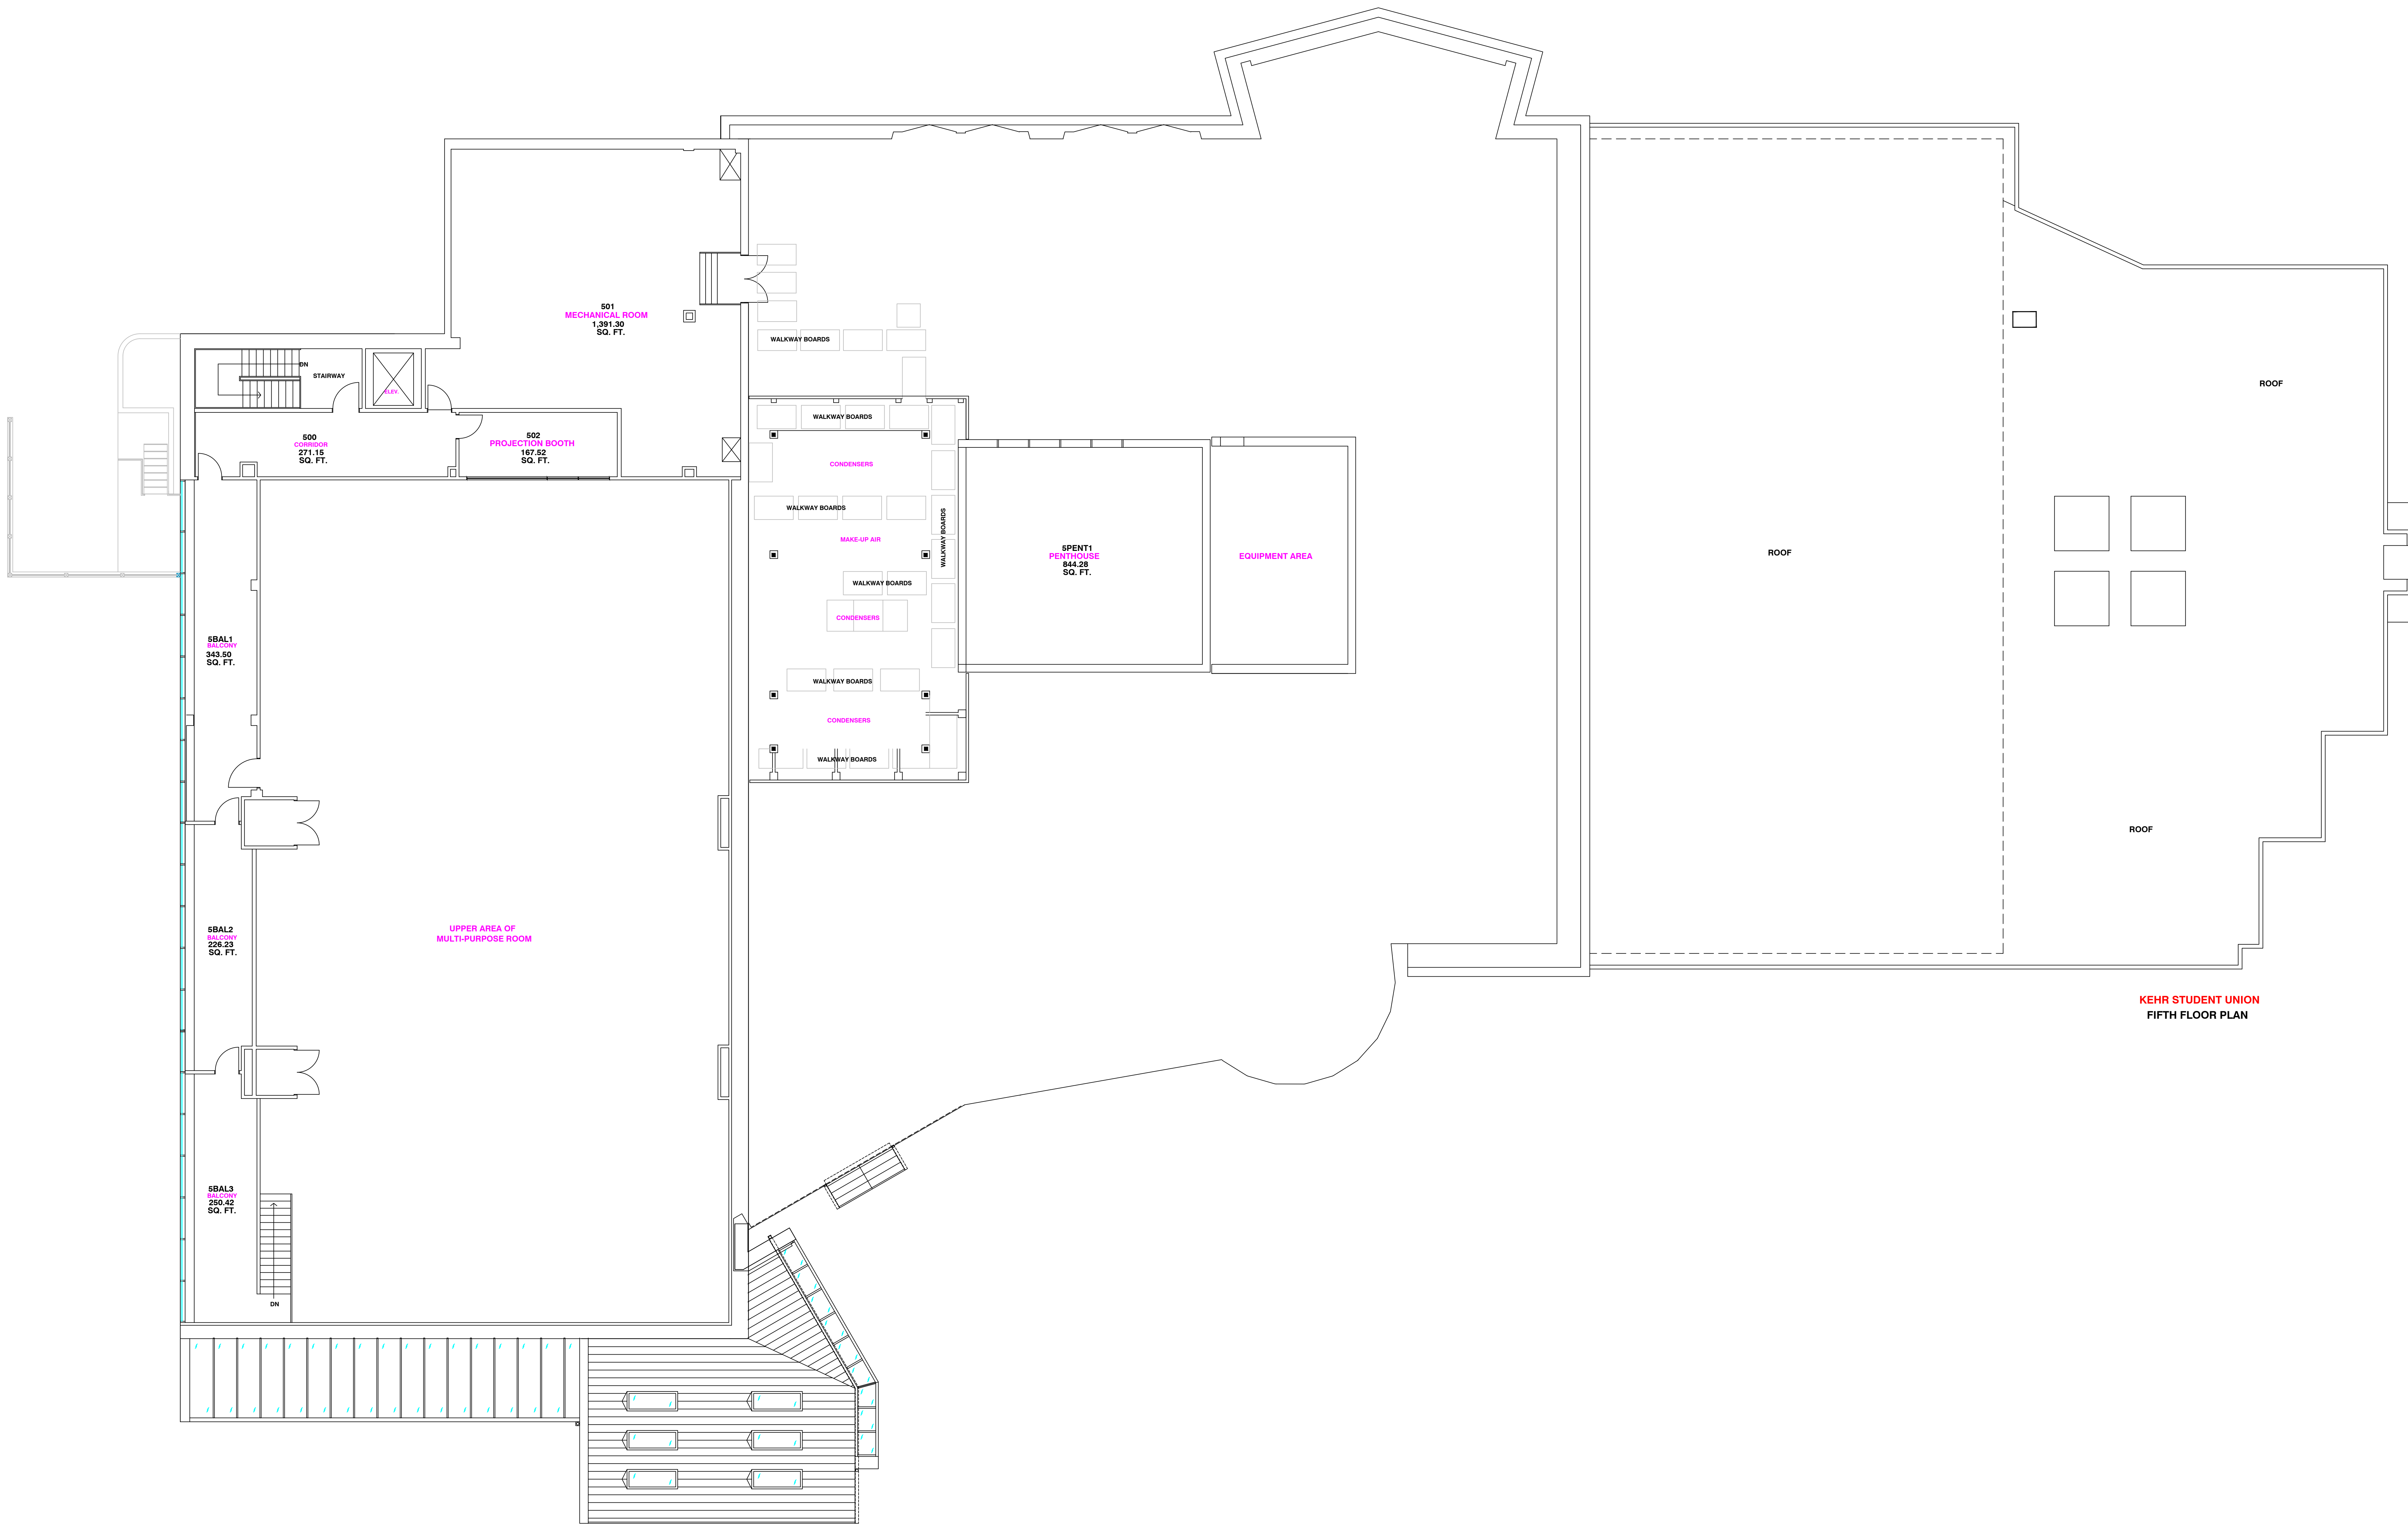 501
MECHANICAL ROOM
1,391.30
SQ. FT.
WALKWAY BOARDS
DN
STAIRWAY
ELEV.
ROOF
WALKWAY BOARDS
500
CORRIDOR
271.15
SQ. FT.
502
PROJECTION BOOTH
167.52
SQ. FT.
CONDENSERS
WALKWAY BOARDS
WALKWAY BOARDS
MAKE-UP AIR
5PENT1
PENTHOUSE
844.28
SQ. FT.
EQUIPMENT AREA
ROOF
WALKWAY BOARDS
CONDENSERS
5BAL1
BALCONY
343.50
SQ. FT.
WALKWAY BOARDS
CONDENSERS
WALKWAY BOARDS
ROOF
5BAL2
BALCONY
226.23
SQ. FT.
UPPER AREA OF
MULTI-PURPOSE ROOM
KEHR STUDENT UNION
FIFTH FLOOR PLAN
5BAL3
BALCONY
250.42
SQ. FT.
DN